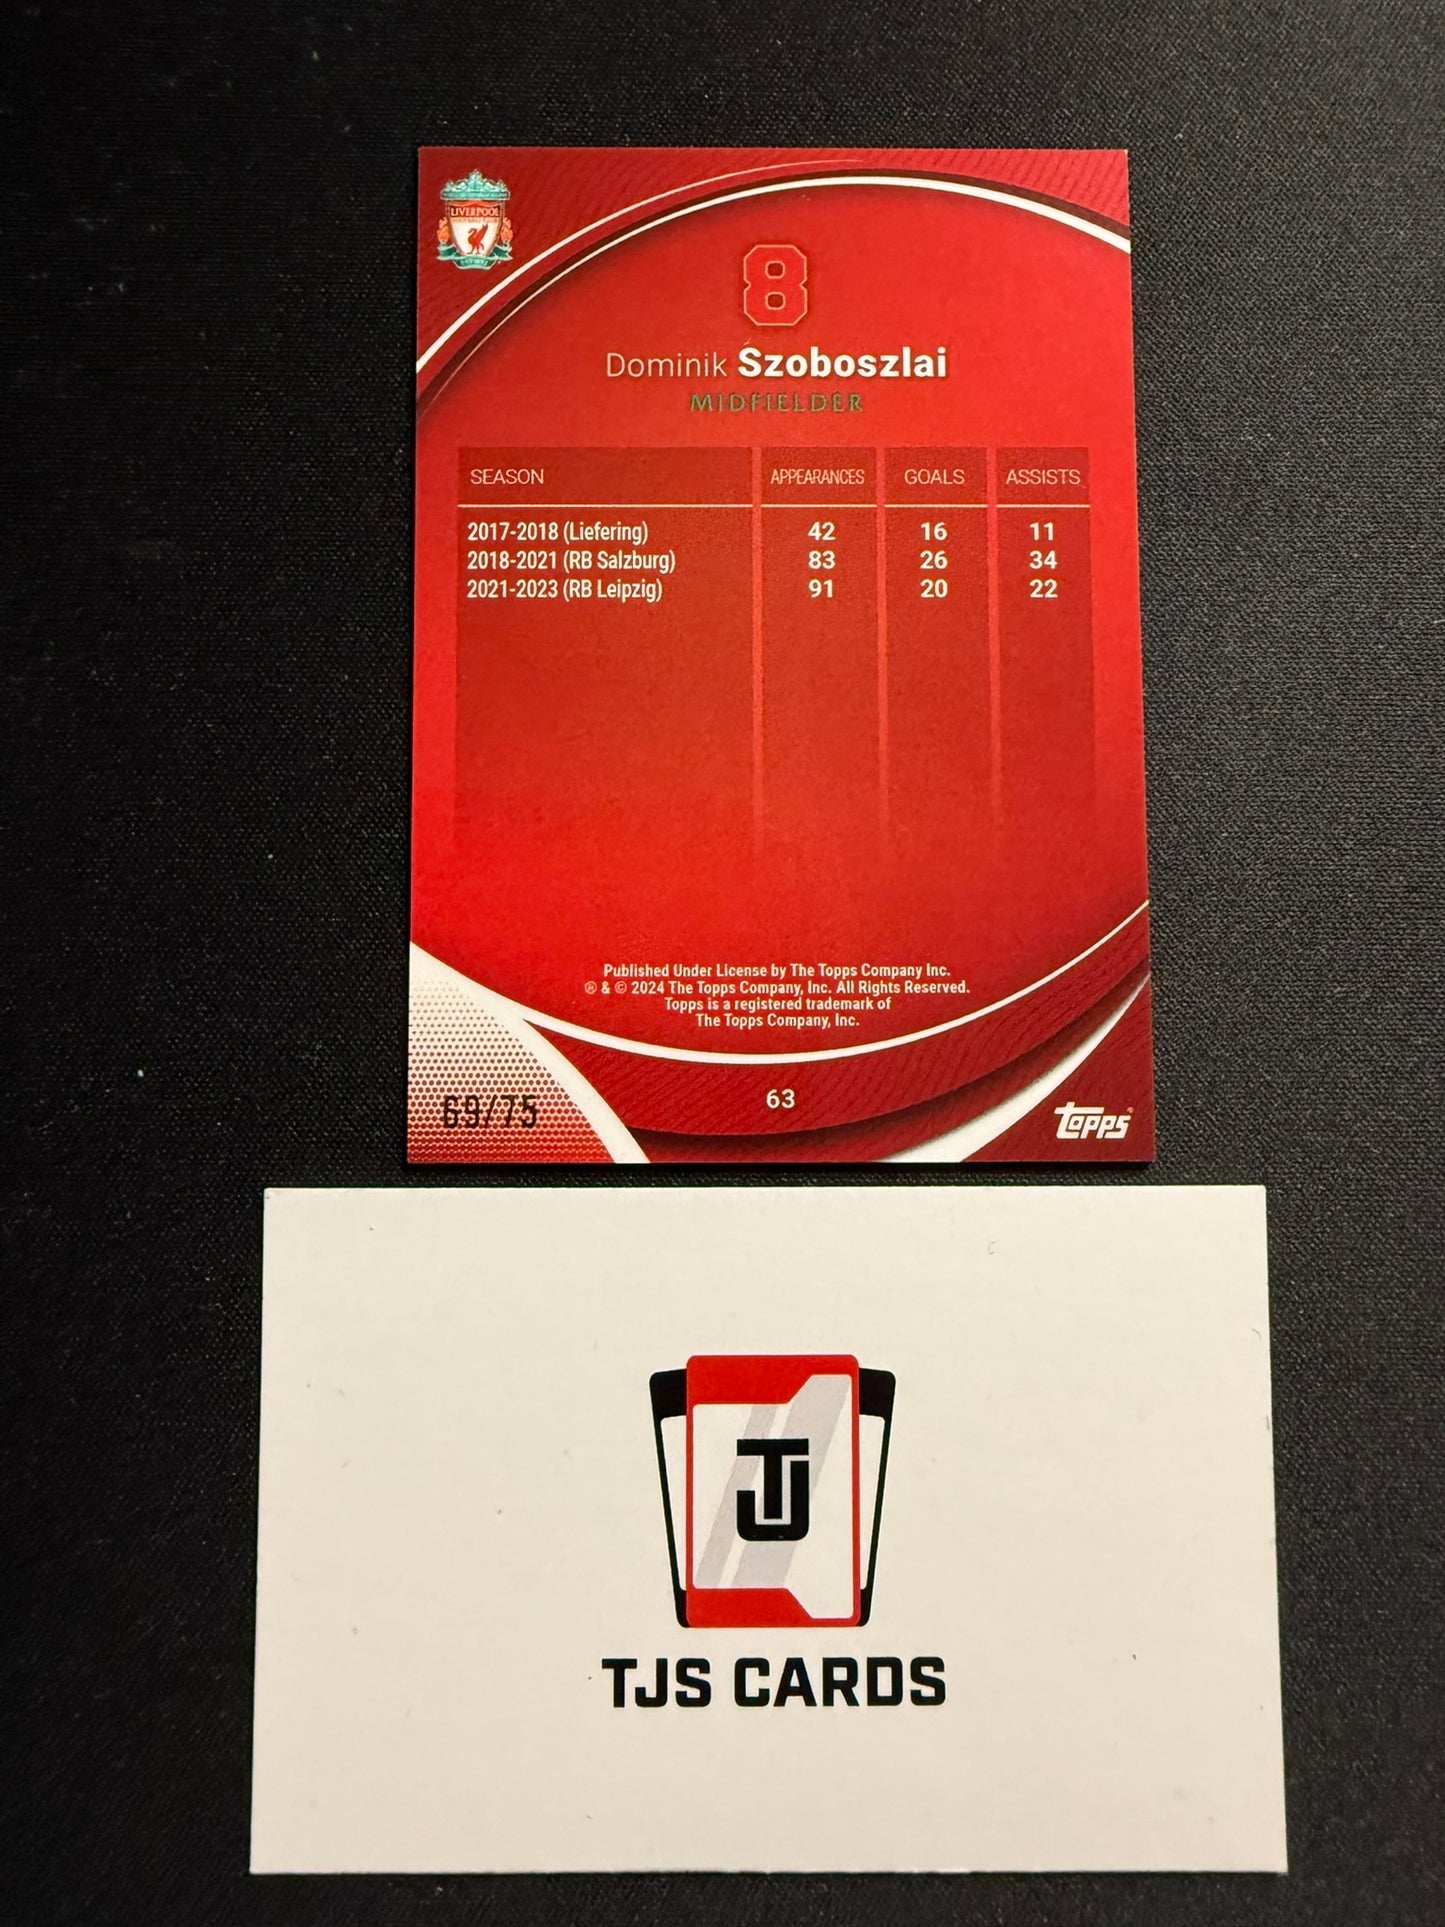 LIVERPOOL
8
Dominik Szoboszlai
MIDFIELDER
SEASON APPEARANCES GOALS ASSISTS
2017-2018 (Liefering) 42 16 11
2018-2021 (RB Salzburg) 83 26 34
2021-2023 (RB Leipzig) 91 20 22
Published Under License by The Topps Company Inc.
℗ & © 2024 The Topps Company, Inc. All Rights Reserved.
Topps is a registered trademark of
The Topps Company, Inc.
69/75
63
Topps
TJ
TJS CARDS